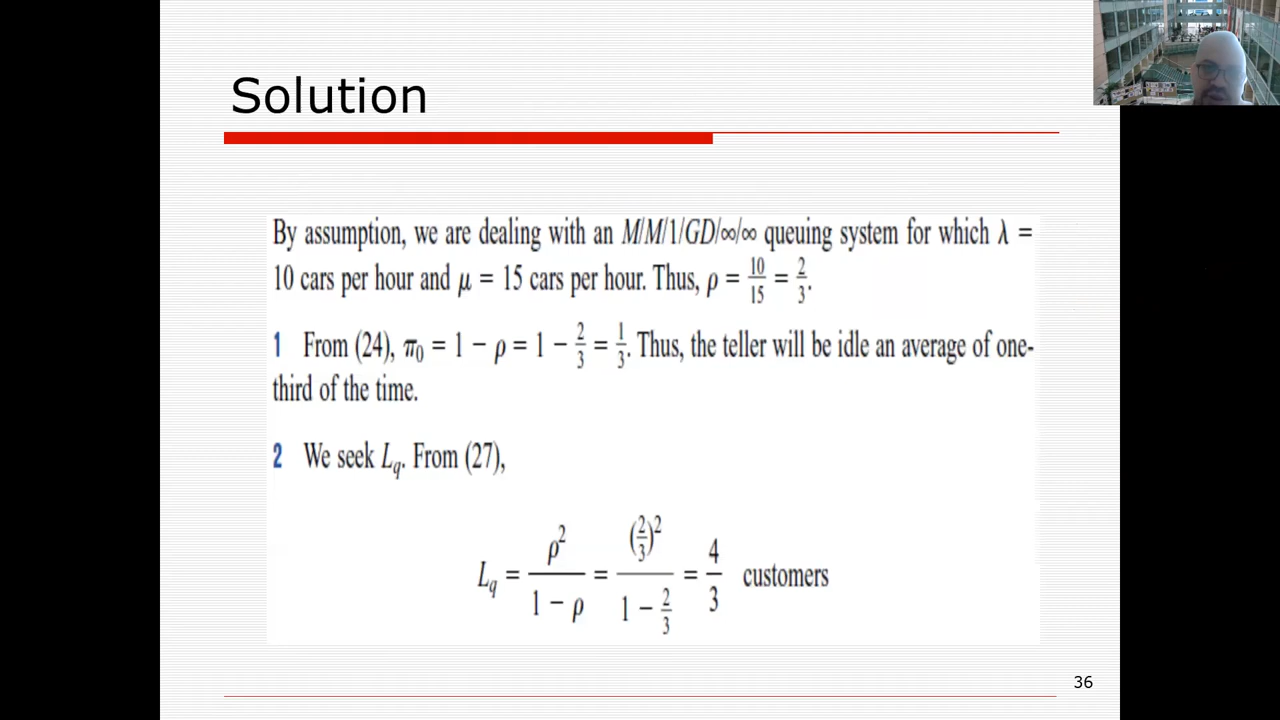 Solution
By assumption, we are dealing with an M/M/1/GD/∞/∞ queuing system for which λ =
10 cars per hour and μ = 15 cars per hour. Thus, ρ = 10/15 = 2/3.
1 From (24), π₀ = 1 − ρ = 1 − 2/3 = 1/3. Thus, the teller will be idle an average of one-
third of the time.
2 We seek L_q. From (27),
L_q = ρ²/(1 − ρ) = (2/3)²/(1 − 2/3) = 4/3 customers
36